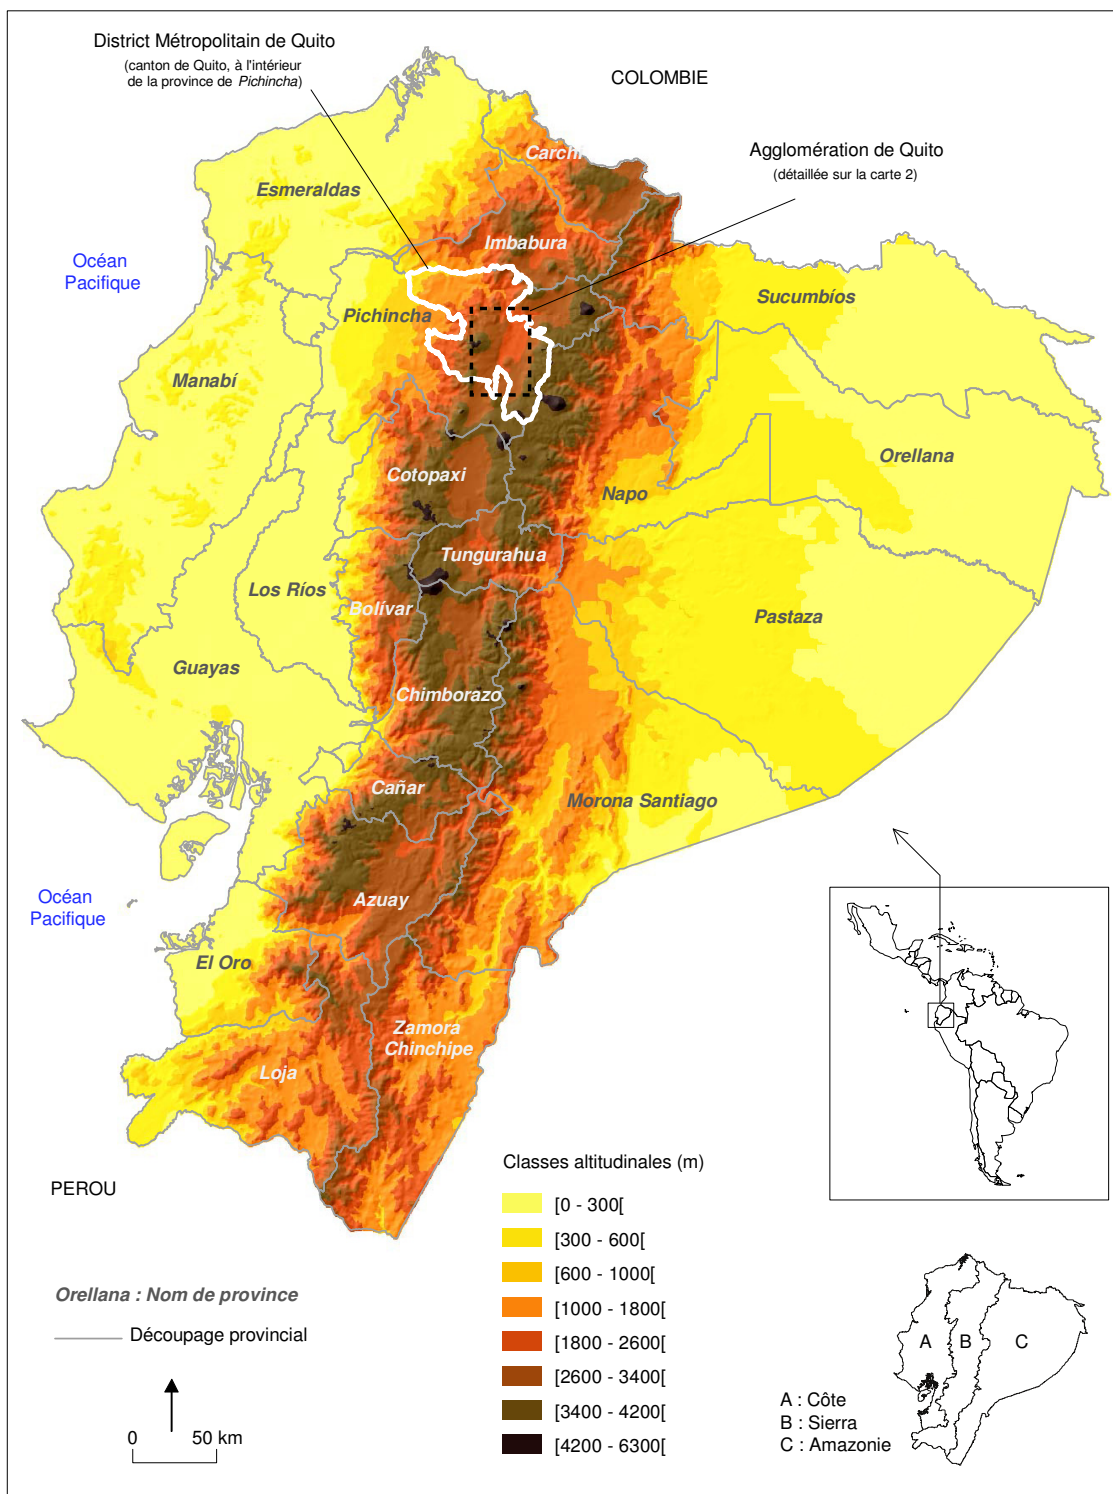 District Métropolitain de Quito
(canton de Quito, à l'intérieur
de la province de Pichincha)
COLOMBIE
Agglomération de Quito
(détaillée sur la carte 2)
Carchi
Esmeraldas
Imbabura
Océan
Pacifique
Sucumbíos
Pichincha
Manabí
Orellana
Cotopaxi
Napo
Tungurahua
Los Ríos
Bolívar
Pastaza
Guayas
Chimborazo
Cañar
Morona Santiago
Azuay
Océan
Pacifique
El Oro
Zamora
Chinchipe
Loja
PEROU
Classes altitudinales (m)
[0 - 300[
[300 - 600[
[600 - 1000[
[1000 - 1800[
[1800 - 2600[
[2600 - 3400[
[3400 - 4200[
[4200 - 6300[
Orellana : Nom de province
Découpage provincial
0 50 km
A B C
A : Côte
B : Sierra
C : Amazonie